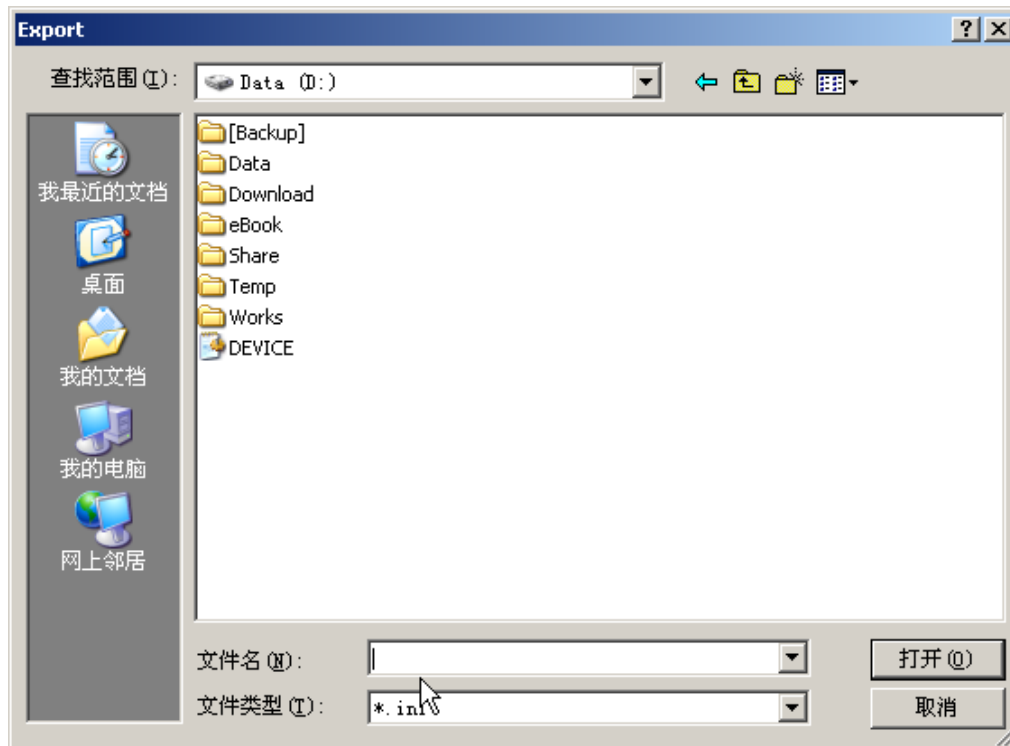 Export
查找范围(I):
Data (D:)
我最近的文档
桌面
我的文档
我的电脑
网上邻居
[Backup]
Data
Download
eBook
Share
Temp
Works
DEVICE
文件名(N):
打开(O)
文件类型(T):
取消